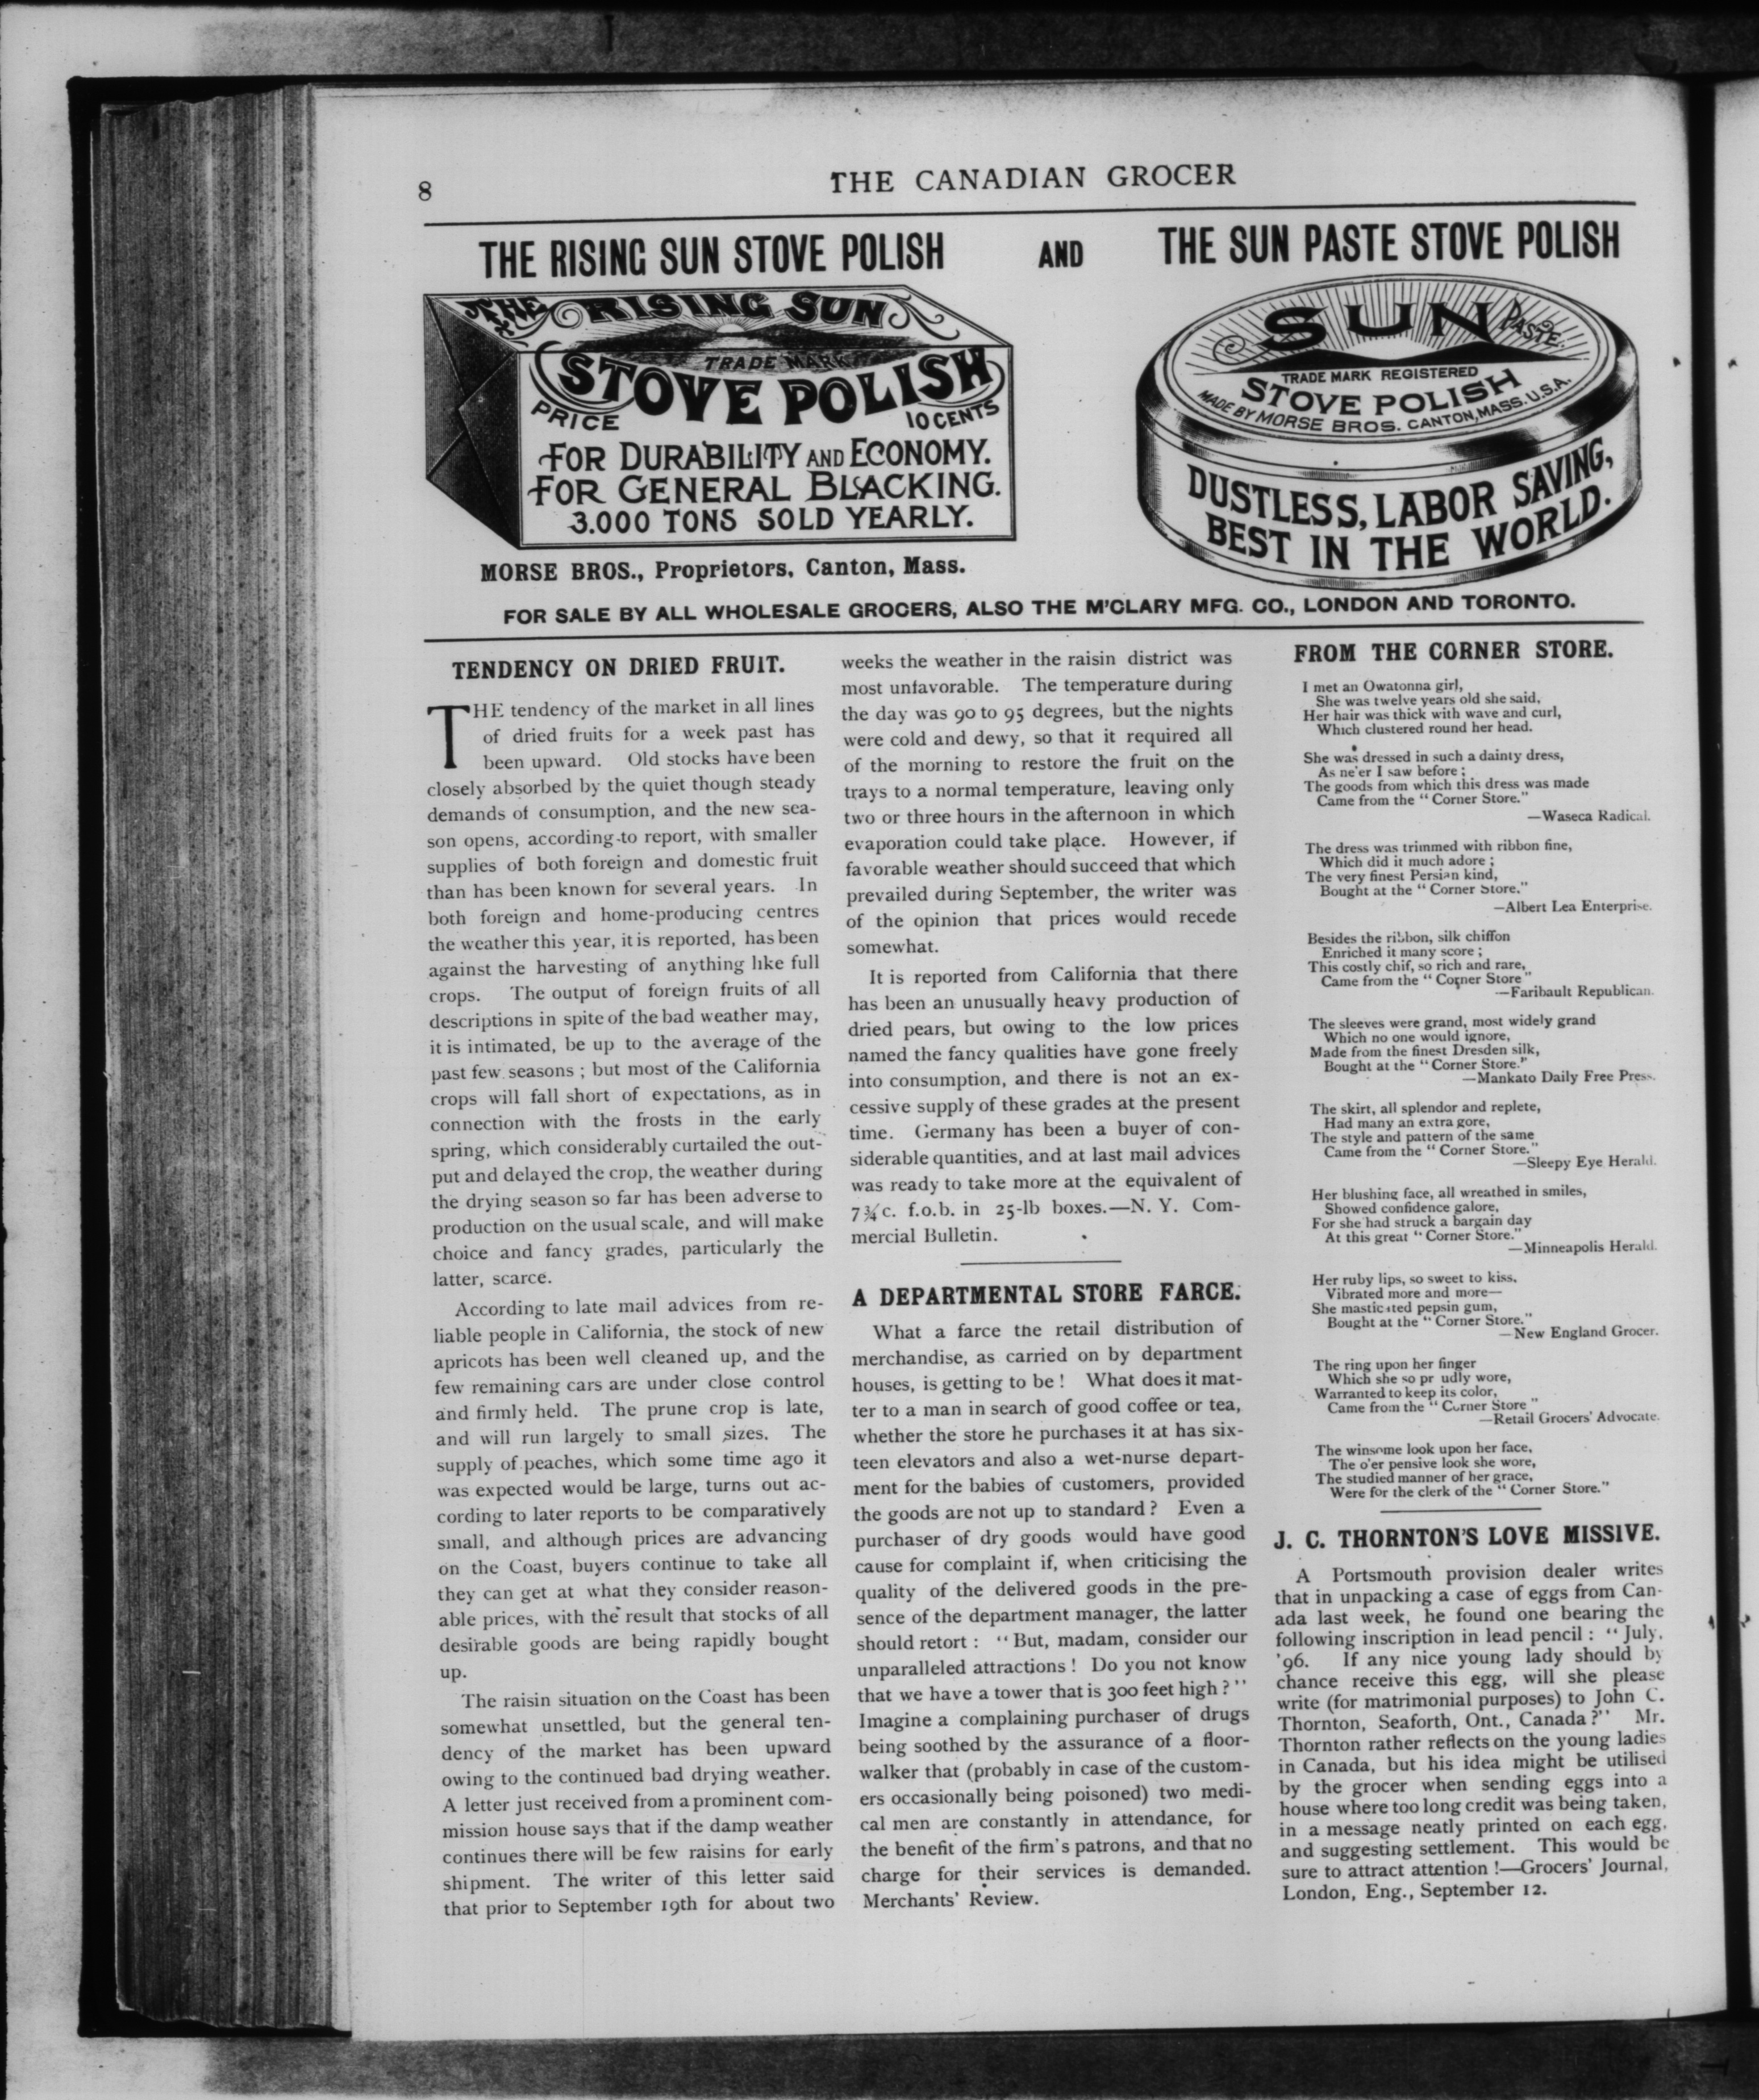 8
THE CANADIAN GROCER
THE RISING SUN STOVE POLISH
AND
THE SUN PASTE STOVE POLISH
THE RISING SUN
TRADE MARK
STOVE POLISH
PRICE 10 CENTS
FOR DURABILITY AND ECONOMY.
FOR GENERAL BLACKING.
3.000 TONS SOLD YEARLY.
SUN PASTE
TRADE MARK REGISTERED
STOVE POLISH
MADE BY MORSE BROS. CANTON, MASS. U.S.A.
DUSTLESS, LABOR SAVING,
BEST IN THE WORLD.
MORSE BROS., Proprietors, Canton, Mass.
FOR SALE BY ALL WHOLESALE GROCERS, ALSO THE M'CLARY MFG. CO., LONDON AND TORONTO.
TENDENCY ON DRIED FRUIT.
THE tendency of the market in all lines
of dried fruits for a week past has
been upward. Old stocks have been
closely absorbed by the quiet though steady
demands of consumption, and the new sea-
son opens, according to report, with smaller
supplies of both foreign and domestic fruit
than has been known for several years. In
both foreign and home-producing centres
the weather this year, it is reported, has been
against the harvesting of anything like full
crops. The output of foreign fruits of all
descriptions in spite of the bad weather may,
it is intimated, be up to the average of the
past few seasons ; but most of the California
crops will fall short of expectations, as in
connection with the frosts in the early
spring, which considerably curtailed the out-
put and delayed the crop, the weather during
the drying season so far has been adverse to
production on the usual scale, and will make
choice and fancy grades, particularly the
latter, scarce.
According to late mail advices from re-
liable people in California, the stock of new
apricots has been well cleaned up, and the
few remaining cars are under close control
and firmly held. The prune crop is late,
and will run largely to small sizes. The
supply of peaches, which some time ago it
was expected would be large, turns out ac-
cording to later reports to be comparatively
small, and although prices are advancing
on the Coast, buyers continue to take all
they can get at what they consider reason-
able prices, with the result that stocks of all
desirable goods are being rapidly bought
up.
The raisin situation on the Coast has been
somewhat unsettled, but the general ten-
dency of the market has been upward
owing to the continued bad drying weather.
A letter just received from a prominent com-
mission house says that if the damp weather
continues there will be few raisins for early
shipment. The writer of this letter said
that prior to September 19th for about two
weeks the weather in the raisin district was
most unfavorable. The temperature during
the day was 90 to 95 degrees, but the nights
were cold and dewy, so that it required all
of the morning to restore the fruit on the
trays to a normal temperature, leaving only
two or three hours in the afternoon in which
evaporation could take place. However, if
favorable weather should succeed that which
prevailed during September, the writer was
of the opinion that prices would recede
somewhat.
It is reported from California that there
has been an unusually heavy production of
dried pears, but owing to the low prices
named the fancy qualities have gone freely
into consumption, and there is not an ex-
cessive supply of these grades at the present
time. Germany has been a buyer of con-
siderable quantities, and at last mail advices
was ready to take more at the equivalent of
7¾c. f.o.b. in 25-lb boxes.—N. Y. Com-
mercial Bulletin.
A DEPARTMENTAL STORE FARCE.
What a farce the retail distribution of
merchandise, as carried on by department
houses, is getting to be ! What does it mat-
ter to a man in search of good coffee or tea,
whether the store he purchases it at has six-
teen elevators and also a wet-nurse depart-
ment for the babies of customers, provided
the goods are not up to standard ? Even a
purchaser of dry goods would have good
cause for complaint if, when criticising the
quality of the delivered goods in the pre-
sence of the department manager, the latter
should retort : “ But, madam, consider our
unparalleled attractions ! Do you not know
that we have a tower that is 300 feet high ? ”
Imagine a complaining purchaser of drugs
being soothed by the assurance of a floor-
walker that (probably in case of the custom-
ers occasionally being poisoned) two medi-
cal men are constantly in attendance, for
the benefit of the firm's patrons, and that no
charge for their services is demanded.
Merchants' Review.
FROM THE CORNER STORE.
I met an Owatonna girl,
She was twelve years old she said,
Her hair was thick with wave and curl,
Which clustered round her head.
She was dressed in such a dainty dress,
As ne'er I saw before ;
The goods from which this dress was made
Came from the “ Corner Store.”
—Waseca Radical.
The dress was trimmed with ribbon fine,
Which did it much adore ;
The very finest Persian kind,
Bought at the “ Corner Store.”
—Albert Lea Enterprise.
Besides the ribbon, silk chiffon
Enriched it many score ;
This costly chif, so rich and rare,
Came from the “ Corner Store ”
—Faribault Republican.
The sleeves were grand, most widely grand
Which no one would ignore,
Made from the finest Dresden silk,
Bought at the “ Corner Store.”
—Mankato Daily Free Press.
The skirt, all splendor and replete,
Had many an extra gore,
The style and pattern of the same
Came from the “ Corner Store.”
—Sleepy Eye Herald.
Her blushing face, all wreathed in smiles,
Showed confidence galore,
For she had struck a bargain day
At this great “ Corner Store.”
—Minneapolis Herald.
Her ruby lips, so sweet to kiss,
Vibrated more and more—
She masticated pepsin gum,
Bought at the “ Corner Store.”
—New England Grocer.
The ring upon her finger
Which she so pr udly wore,
Warranted to keep its color,
Came from the “ Corner Store ”
—Retail Grocers' Advocate.
The winsome look upon her face,
The o'er pensive look she wore,
The studied manner of her grace,
Were for the clerk of the “ Corner Store.”
J. C. THORNTON'S LOVE MISSIVE.
A Portsmouth provision dealer writes
that in unpacking a case of eggs from Can-
ada last week, he found one bearing the
following inscription in lead pencil : “ July,
'96. If any nice young lady should by
chance receive this egg, will she please
write (for matrimonial purposes) to John C.
Thornton, Seaforth, Ont., Canada ?” Mr.
Thornton rather reflects on the young ladies
in Canada, but his idea might be utilised
by the grocer when sending eggs into a
house where too long credit was being taken,
in a message neatly printed on each egg,
and suggesting settlement. This would be
sure to attract attention !—Grocers' Journal,
London, Eng., September 12.